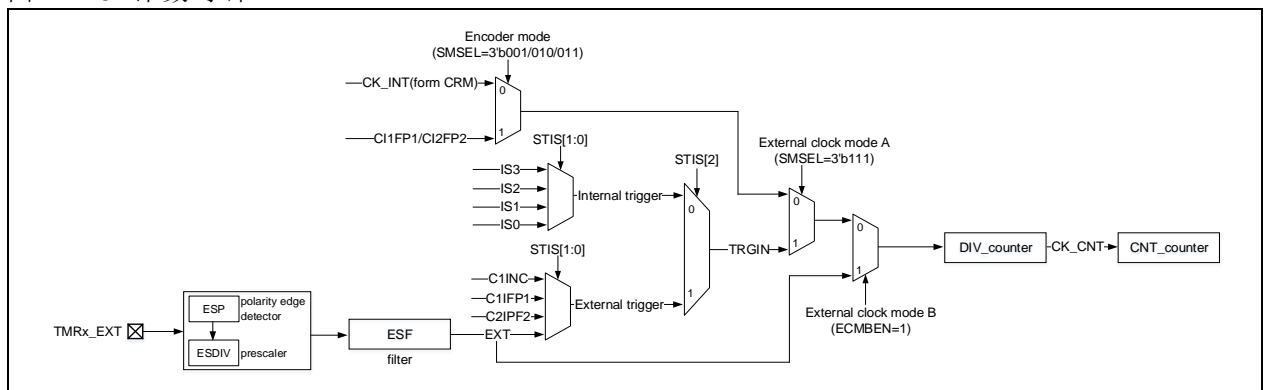 Encoder mode
(SMSEL=3'b001/010/011)
CK_INT(form CRM)
0
CI1FP1/CI2FP2
1
STIS[1:0]
IS3
IS2
IS1
IS0
Internal trigger
STIS[2]
0
1
External clock mode A
(SMSEL=3'b111)
0
1
TRGIN
0
1
DIV_counter
CK_CNT
CNT_counter
External clock mode B
(ECMBEN=1)
STIS[1:0]
C1INC
C1IFP1
C2IPF2
EXT
External trigger
TMRx_EXT
ESP
polarity edge
detector
ESDIV
prescaler
ESF
filter